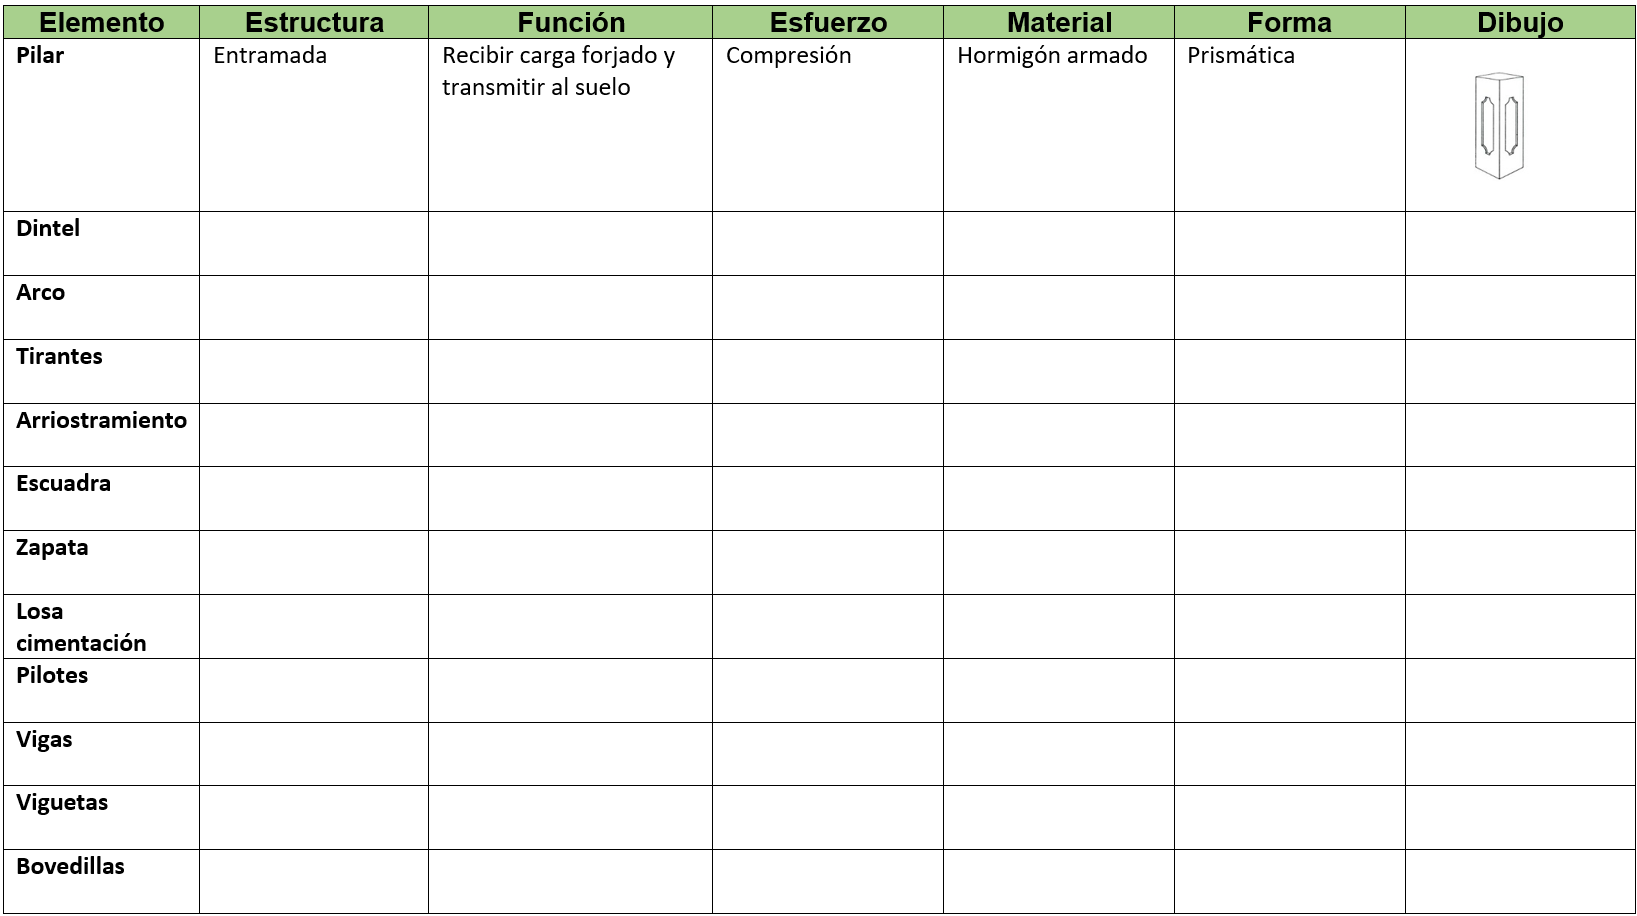 Elemento Estructura Función Esfuerzo Material Forma Dibujo
Pilar Entramada Recibir carga forjado y Compresión Hormigón armado Prismática
transmitir al suelo
Dintel
Arco
Tirantes
Arriostramiento
Escuadra
Zapata
Losa
cimentación
Pilotes
Vigas
Viguetas
Bovedillas